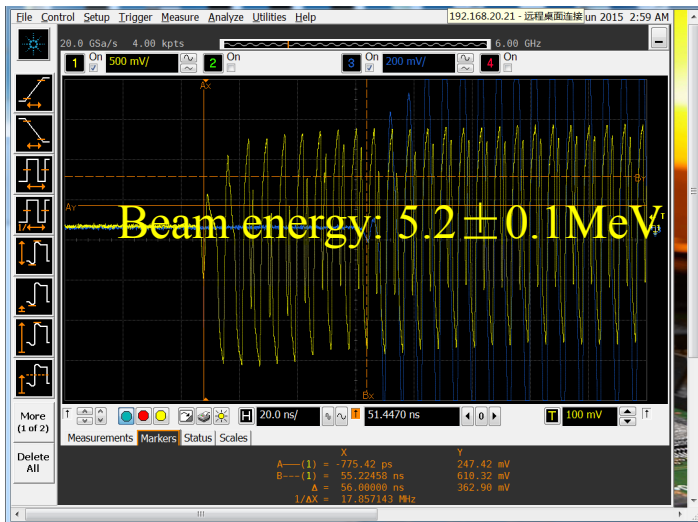 File Control Setup Trigger Measure Analyze Utilities Help
192.168.20.21 - 远程桌面连接
un 2015 2:59 AM
20.0 GSa/s 4.00 kpts
6.00 GHz
1 On 500 mV/
2 On
3 On 200 mV/
4 On
Ax
By
Ay
Beam energy: 5.2±0.1MeV
Bx
1/
More
(1 of 2)
Delete
All
H 20.0 ns/
51.4470 ns
0
T 100 mV
Measurements Markers Status Scales
X Y
A——(1) = -775.42 ps 247.42 mV
B---(1) = 55.22458 ns 610.32 mV
Δ = 56.00000 ns 362.90 mV
1/ΔX = 17.857143 MHz